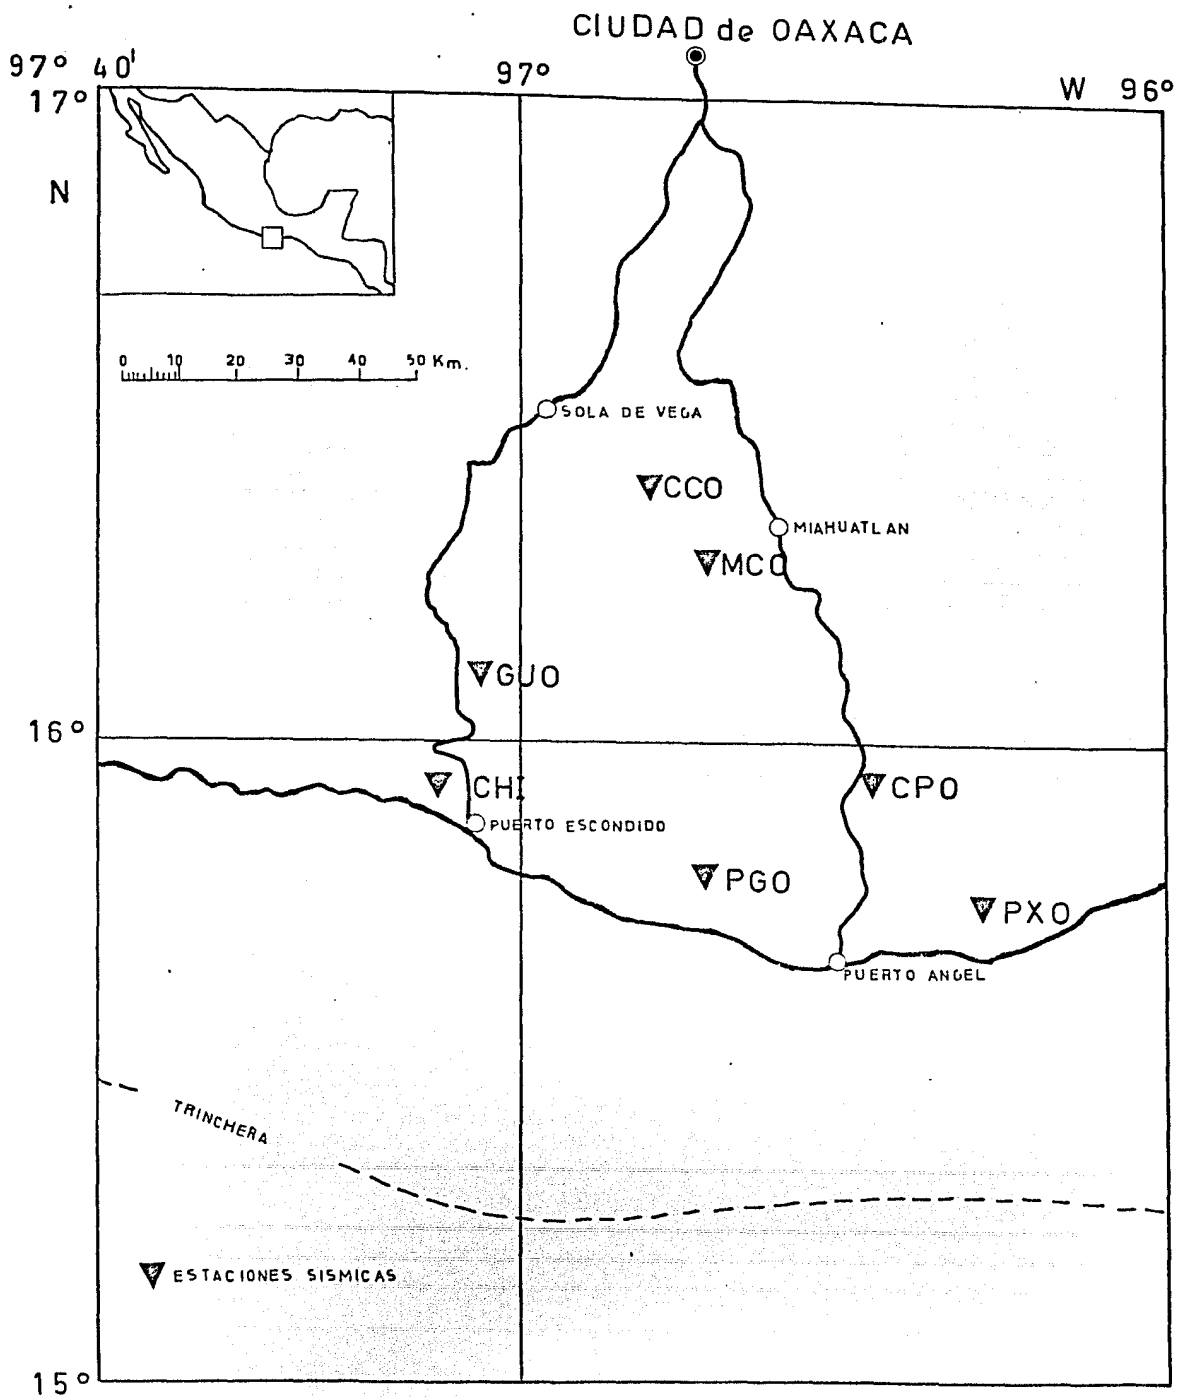 CIUDAD de OAXACA
97° 40'
97°
W 96°
17°
N
0 10 20 30 40 50 Km.
SOLA DE VEGA
CCO
MIAHUATLAN
MCO
GUO
16°
CHI
CPO
PUERTO ESCONDIDO
PGO
PXO
PUERTO ANGEL
TRINCHERA
ESTACIONES SISMICAS
15°